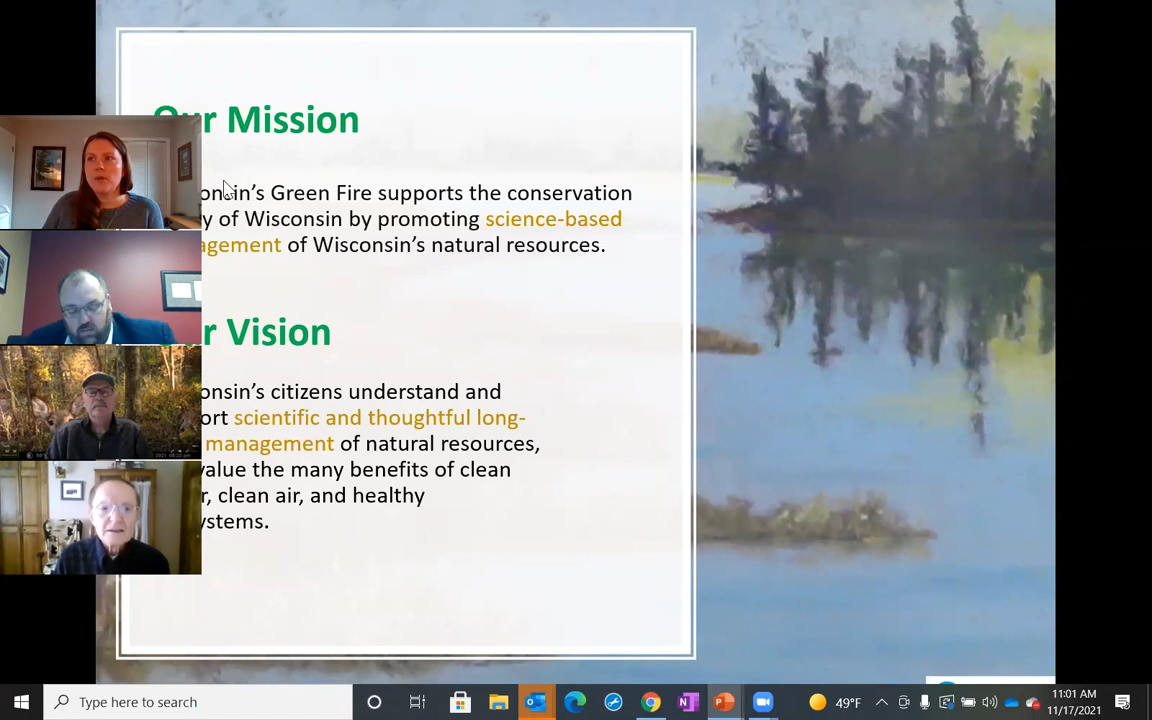 Our Mission
onsin's Green Fire supports the conservation
y of Wisconsin by promoting science-based
agement of Wisconsin's natural resources.
r Vision
onsin's citizens understand and
ort scientific and thoughtful long-
management of natural resources,
value the many benefits of clean
r, clean air, and healthy
ystems.
Type here to search
49°F
11:01 AM
11/17/2021